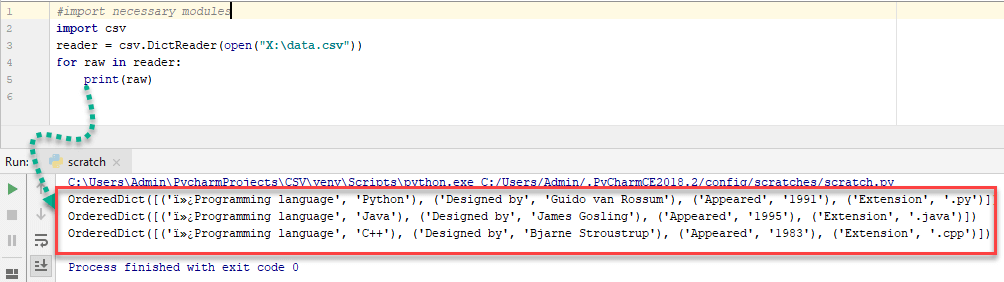 1 #import necessary modules
2 import csv
3 reader = csv.DictReader(open("X:\data.csv"))
4 for raw in reader:
5 print(raw)
6
Run: scratch ×
C:\Users\Admin\PycharmProjects\CSV\venv\Scripts\python.exe C:/Users/Admin/.PyCharmCE2018.2/config/scratches/scratch.py
OrderedDict([('ï»¿Programming language', 'Python'), ('Designed by', 'Guido van Rossum'), ('Appeared', '1991'), ('Extension', '.py')]
OrderedDict([('ï»¿Programming language', 'Java'), ('Designed by', 'James Gosling'), ('Appeared', '1995'), ('Extension', '.java')])
OrderedDict([('ï»¿Programming language', 'C++'), ('Designed by', 'Bjarne Stroustrup'), ('Appeared', '1983'), ('Extension', '.cpp')])
Process finished with exit code 0